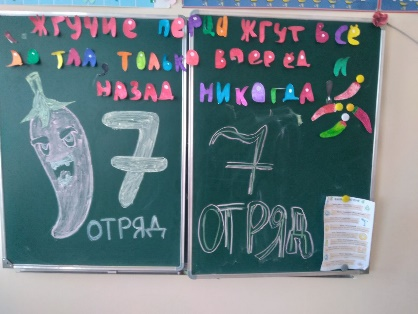 жгучие перцы жгут всё
до тла только вперёд и
назад никогда
7
ОТРЯД
7
ОТРЯД